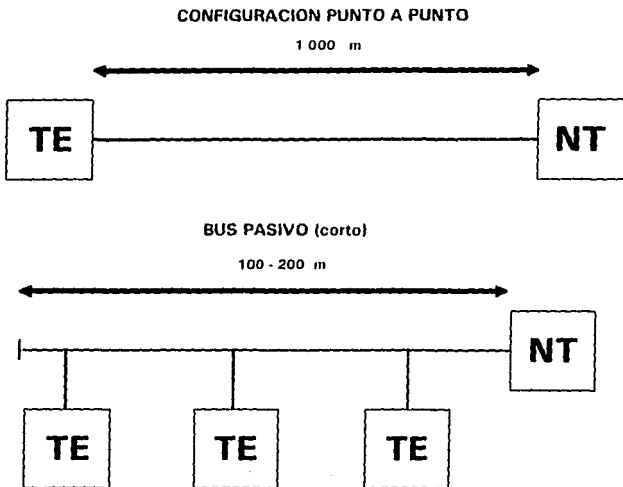 CONFIGURACION PUNTO A PUNTO
1 000 m
TE NT
BUS PASIVO (corto)
100 - 200 m
NT
TE TE TE